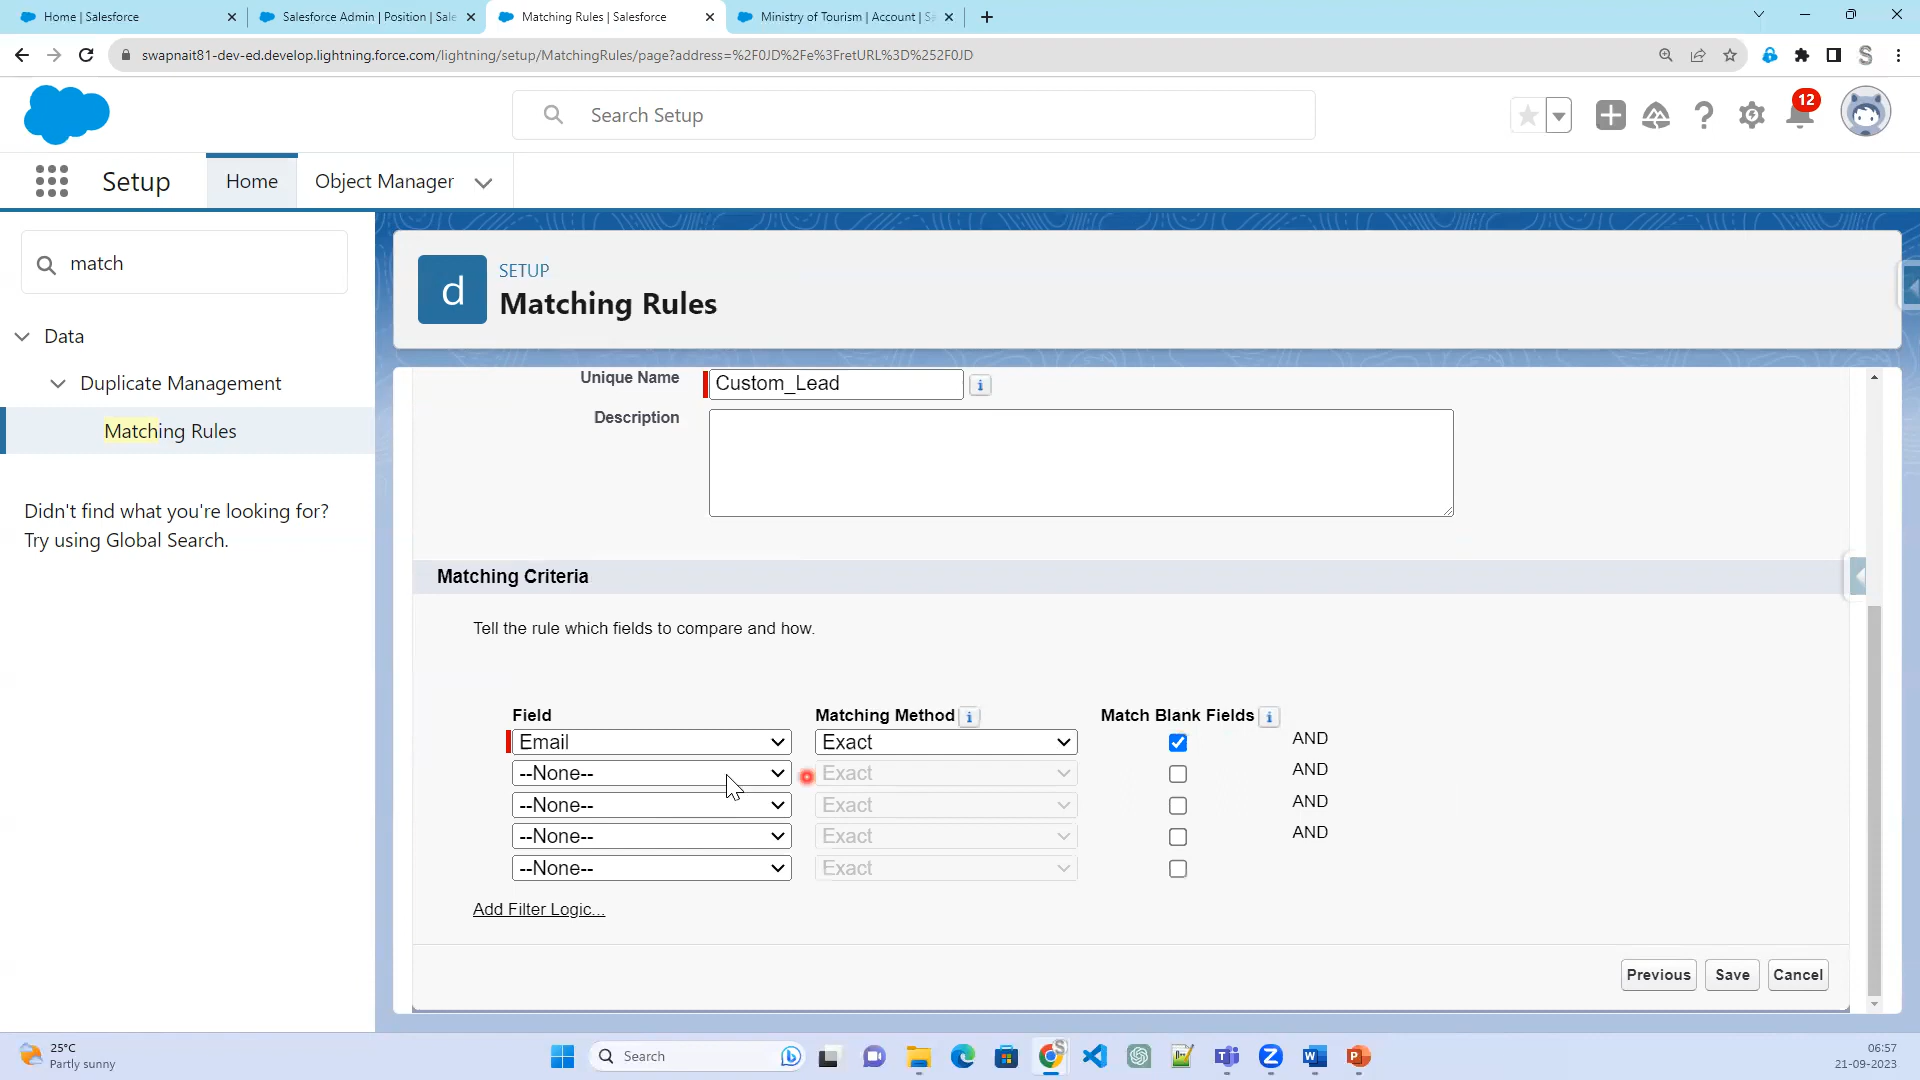 Home | Salesforce
Salesforce Admin | Position | Sale
Matching Rules | Salesforce
Ministry of Tourism | Account | Sa
swapnait81-dev-ed.develop.lightning.force.com/lightning/setup/MatchingRules/page?address=%2F0JD%2Fe%3FretURL%3D%252F0JD
S
Search Setup
12
Setup
Home
Object Manager
match
Data
Duplicate Management
Matching Rules
Didn't find what you're looking for?
Try using Global Search.
d
SETUP
Matching Rules
Unique Name
Custom_Lead
i
Description
Matching Criteria
Tell the rule which fields to compare and how.
Field
Matching Method
i
Match Blank Fields
i
Email
Exact
AND
--None--
Exact
AND
--None--
Exact
AND
--None--
Exact
AND
--None--
Exact
Add Filter Logic...
Previous
Save
Cancel
25°C
Partly sunny
Search
06:57
21-09-2023